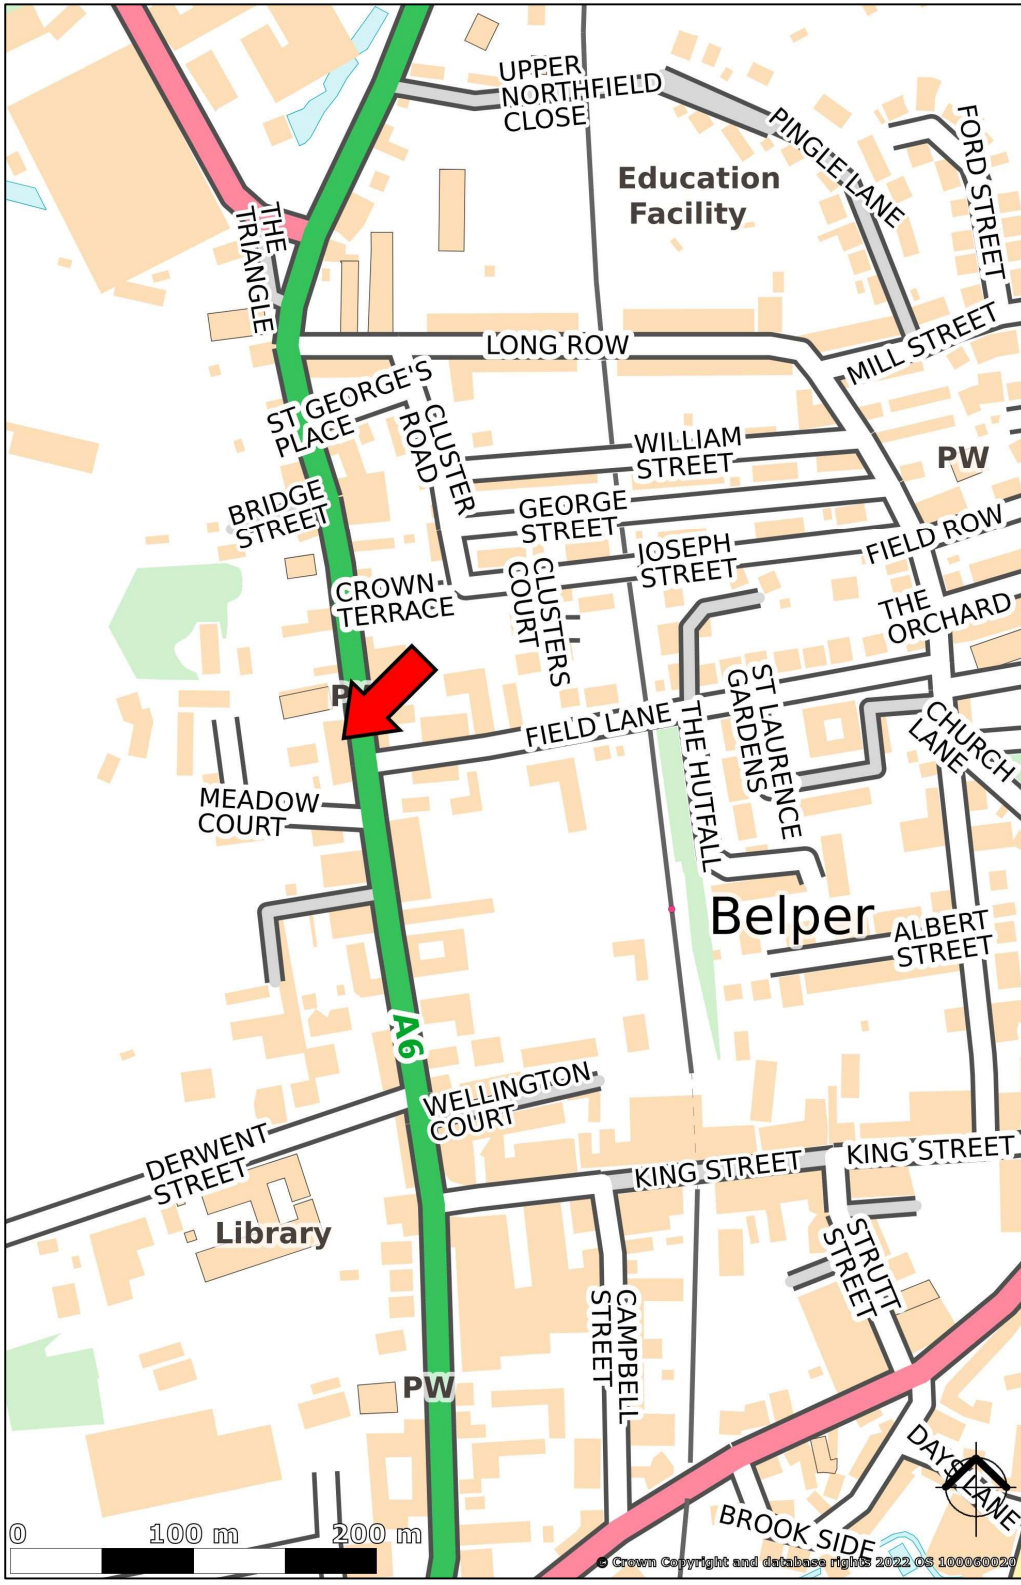 UPPER
NORTHFIELD
CLOSE
PINGLE LANE
FORD STREET
Education
Facility
THE
TRIANGLE
LONG ROW
MILL STREET
ST GEORGE'S
PLACE
CLUSTER
ROAD
WILLIAM
STREET
PW
BRIDGE
STREET
GEORGE
STREET
FIELD ROW
JOSEPH
STREET
CROWN
TERRACE
CLUSTERS
COURT
THE
ORCHARD
ST LAURENCE
GARDENS
FIELD LANE
THE HUTFALL
CHURCH
LANE
MEADOW
COURT
Belper
ALBERT
STREET
A6
WELLINGTON
COURT
DERWENT
STREET
KING STREET
KING STREET
Library
STRUTT
STREET
CAMPBELL
STREET
PW
DAYS LANE
BROOK SIDE
0 100 m 200 m
© Crown Copyright and database rights 2022 OS 100060020